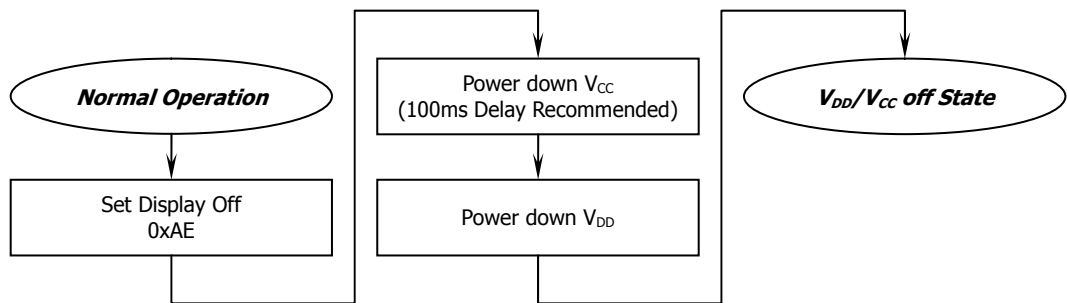 Normal Operation
Set Display Off
0xAE
Power down VCC
(100ms Delay Recommended)
Power down VDD
VDD/VCC off State